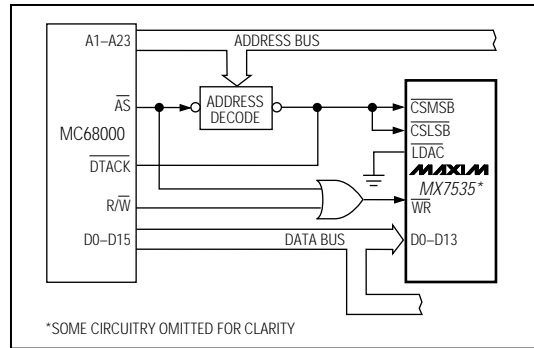 A1–A23
ADDRESS BUS
AS
ADDRESS
DECODE
CSMSB
CSLSB
MC68000
LDAC
DTACK
MAXIM
MX7535*
R/W
WR
D0–D15
DATA BUS
D0–D13
*SOME CIRCUITRY OMITTED FOR CLARITY